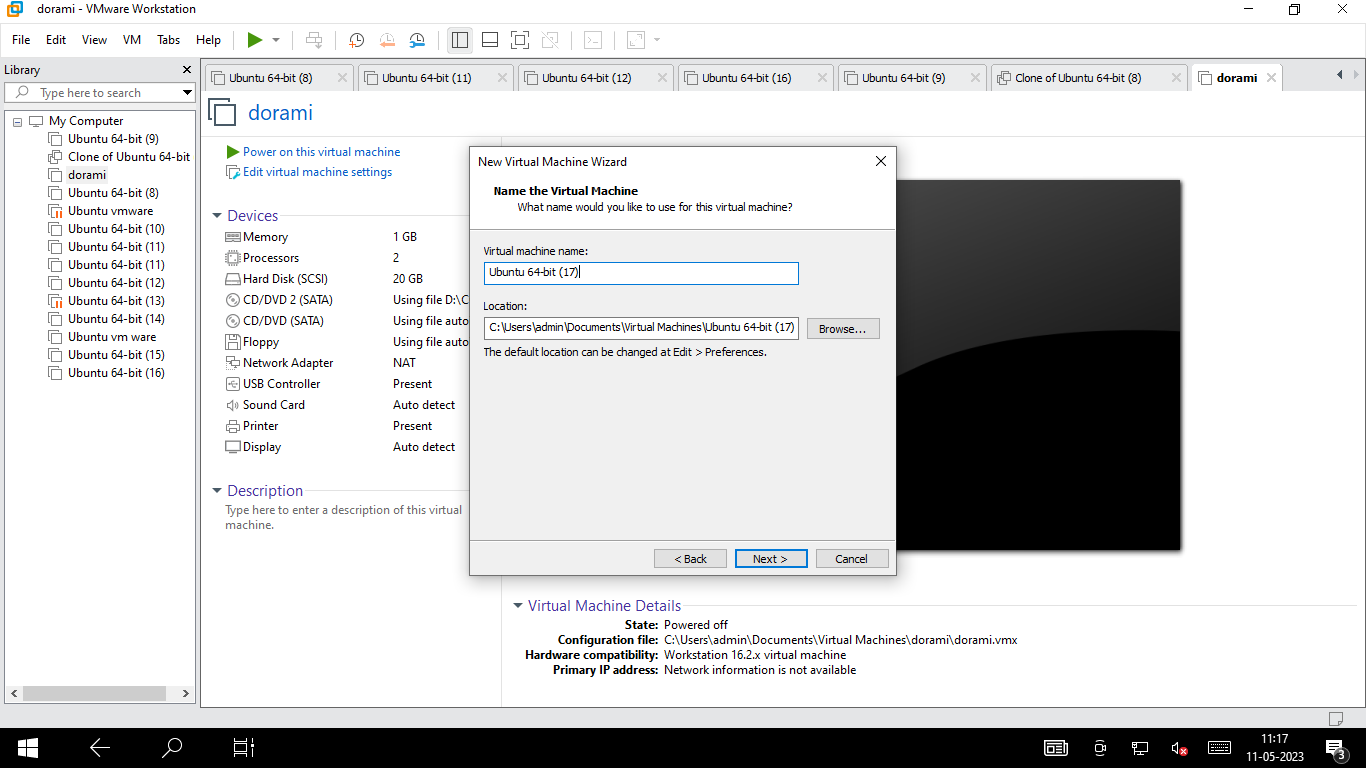 dorami - VMware Workstation
File Edit View VM Tabs Help
Library
Type here to search
My Computer
Ubuntu 64-bit (9)
Clone of Ubuntu 64-bit
dorami
Ubuntu 64-bit (8)
Ubuntu vmware
Ubuntu 64-bit (10)
Ubuntu 64-bit (11)
Ubuntu 64-bit (11)
Ubuntu 64-bit (12)
Ubuntu 64-bit (13)
Ubuntu 64-bit (14)
Ubuntu vm ware
Ubuntu 64-bit (15)
Ubuntu 64-bit (16)
Ubuntu 64-bit (8) Ubuntu 64-bit (11) Ubuntu 64-bit (12) Ubuntu 64-bit (16) Ubuntu 64-bit (9) Clone of Ubuntu 64-bit (8) dorami
dorami
Power on this virtual machine
Edit virtual machine settings
Devices
Memory 1 GB
Processors 2
Hard Disk (SCSI) 20 GB
CD/DVD 2 (SATA) Using file D:\C
CD/DVD (SATA) Using file auto
Floppy Using file auto
Network Adapter NAT
USB Controller Present
Sound Card Auto detect
Printer Present
Display Auto detect
Description
Type here to enter a description of this virtual
machine.
New Virtual Machine Wizard
Name the Virtual Machine
What name would you like to use for this virtual machine?
Virtual machine name:
Ubuntu 64-bit (17)
Location:
C:\Users\admin\Documents\Virtual Machines\Ubuntu 64-bit (17) Browse...
The default location can be changed at Edit > Preferences.
< Back Next > Cancel
Virtual Machine Details
State: Powered off
Configuration file: C:\Users\admin\Documents\Virtual Machines\dorami\dorami.vmx
Hardware compatibility: Workstation 16.2.x virtual machine
Primary IP address: Network information is not available
11:17
11-05-2023
3